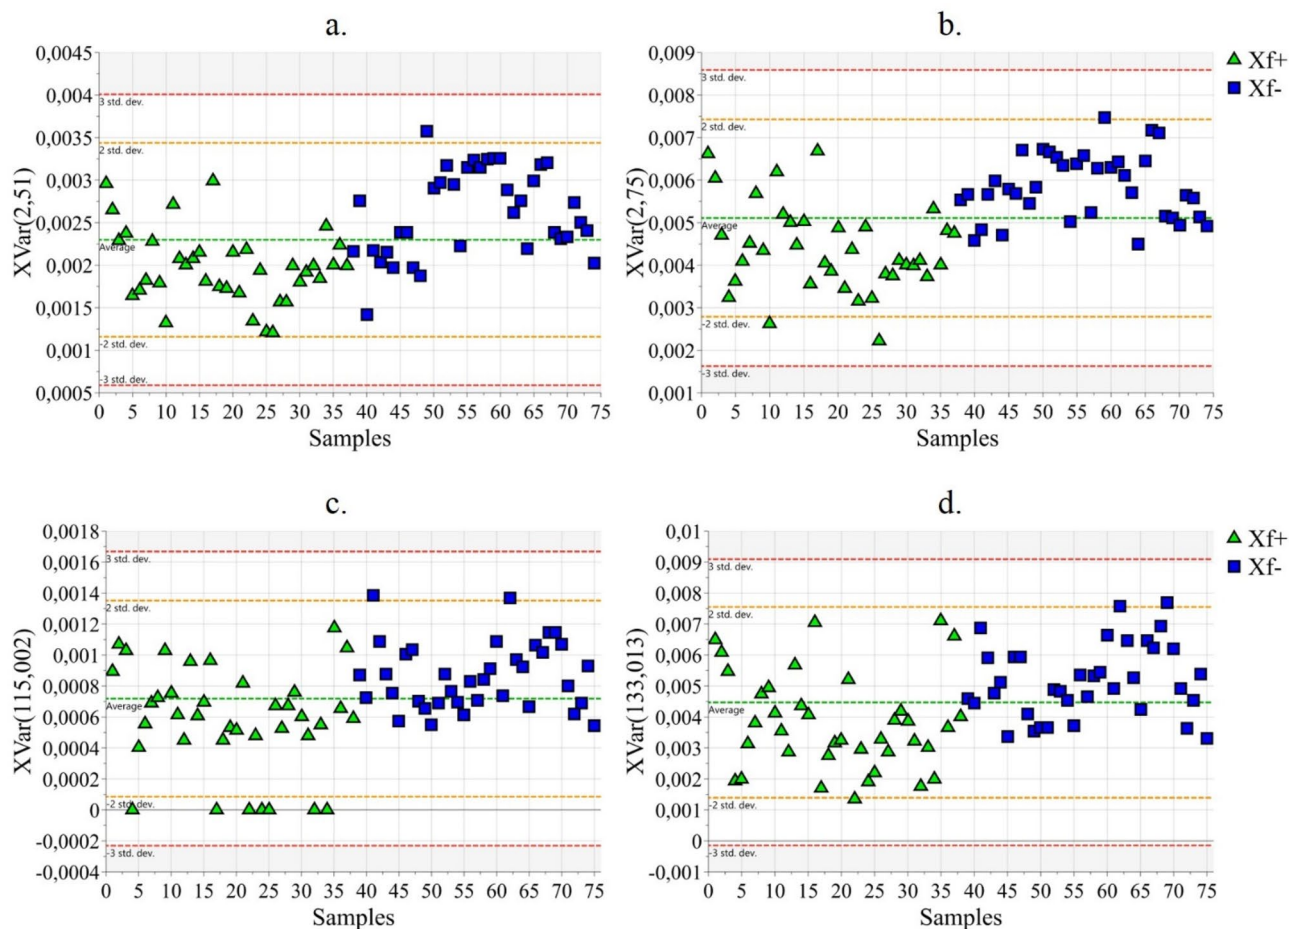 a.
0,0045
0,004
0,0035
0,003
0,0025
0,002
0,0015
0,001
0,0005
XVar(2,51)
3 std. dev.
2 std. dev.
Average
-2 std. dev.
-3 std. dev.
0 5 10 15 20 25 30 35 40 45 50 55 60 65 70 75
Samples
b.
0,009
0,008
0,007
0,006
0,005
0,004
0,003
0,002
0,001
XVar(2,75)
3 std. dev.
2 std. dev.
Average
-2 std. dev.
-3 std. dev.
0 5 10 15 20 25 30 35 40 45 50 55 60 65 70 75
Samples
Xf+
Xf-
c.
0,0018
0,0016
0,0014
0,0012
0,001
0,0008
0,0006
0,0004
0,0002
0
-0,0002
-0,0004
XVar(115,002)
3 std. dev.
2 std. dev.
Average
-2 std. dev.
-3 std. dev.
0 5 10 15 20 25 30 35 40 45 50 55 60 65 70 75
Samples
d.
0,01
0,009
0,008
0,007
0,006
0,005
0,004
0,003
0,002
0,001
0
-0,001
XVar(133,013)
3 std. dev.
2 std. dev.
Average
-2 std. dev.
-3 std. dev.
0 5 10 15 20 25 30 35 40 45 50 55 60 65 70 75
Samples
Xf+
Xf-